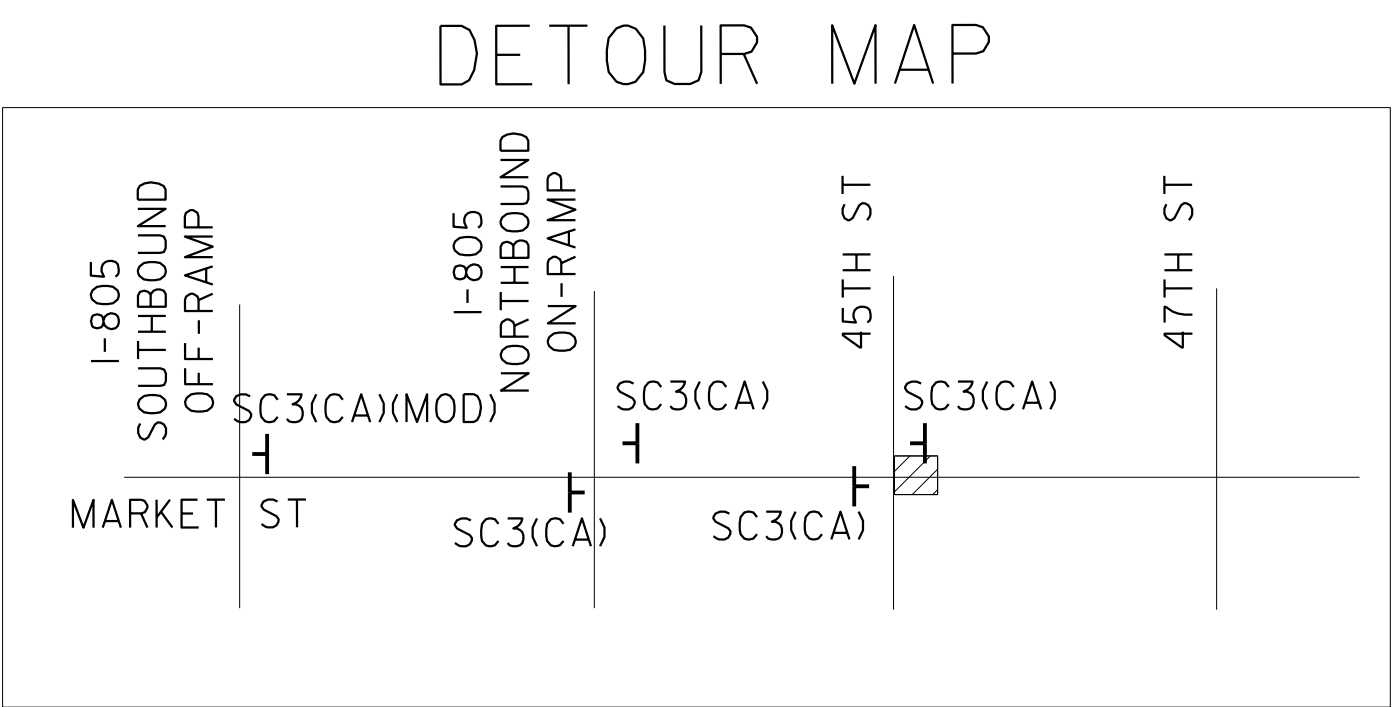 DETOUR MAP
I-805
SOUTHBOUND
OFF-RAMP
I-805
NORTHBOUND
ON-RAMP
45TH ST
47TH ST
SC3(CA)(MOD)
SC3(CA)
SC3(CA)
MARKET ST
SC3(CA)
SC3(CA)